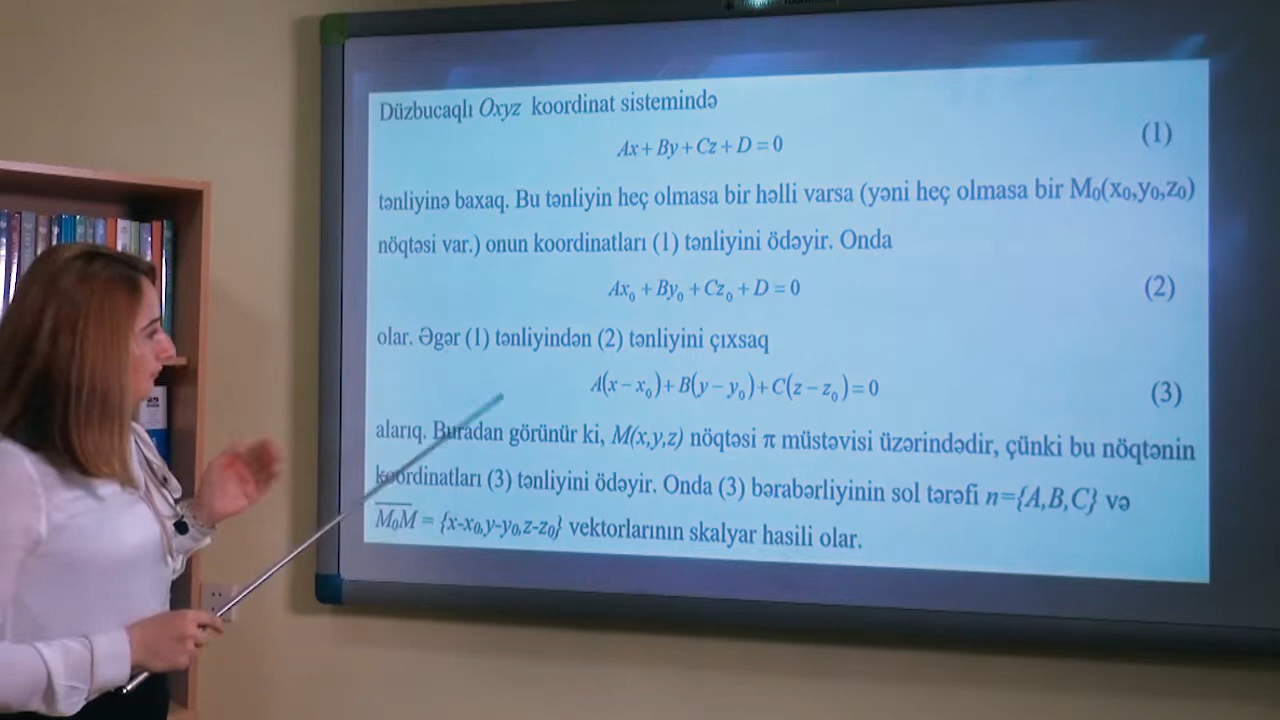 Düzbucaqlı Oxyz koordinat sistemində
Ax + By + Cz + D = 0 (1)
tənliyinə baxaq. Bu tənliyin heç olmasa bir həlli varsa (yəni heç olmasa bir M₀(x₀,y₀,z₀)
nöqtəsi var.) onun koordinatları (1) tənliyini ödəyir. Onda
Ax₀ + By₀ + Cz₀ + D = 0 (2)
olar. Əgər (1) tənliyindən (2) tənliyini çıxsaq
A(x − x₀) + B(y − y₀) + C(z − z₀) = 0 (3)
alarıq. Buradan görünür ki, M(x,y,z) nöqtəsi π müstəvisi üzərindədir, çünki bu nöqtənin
koordinatları (3) tənliyini ödəyir. Onda (3) bərabərliyinin sol tərəfi n={A,B,C} və
M₀M = {x-x₀,y-y₀,z-z₀} vektorlarının skalyar hasili olar.